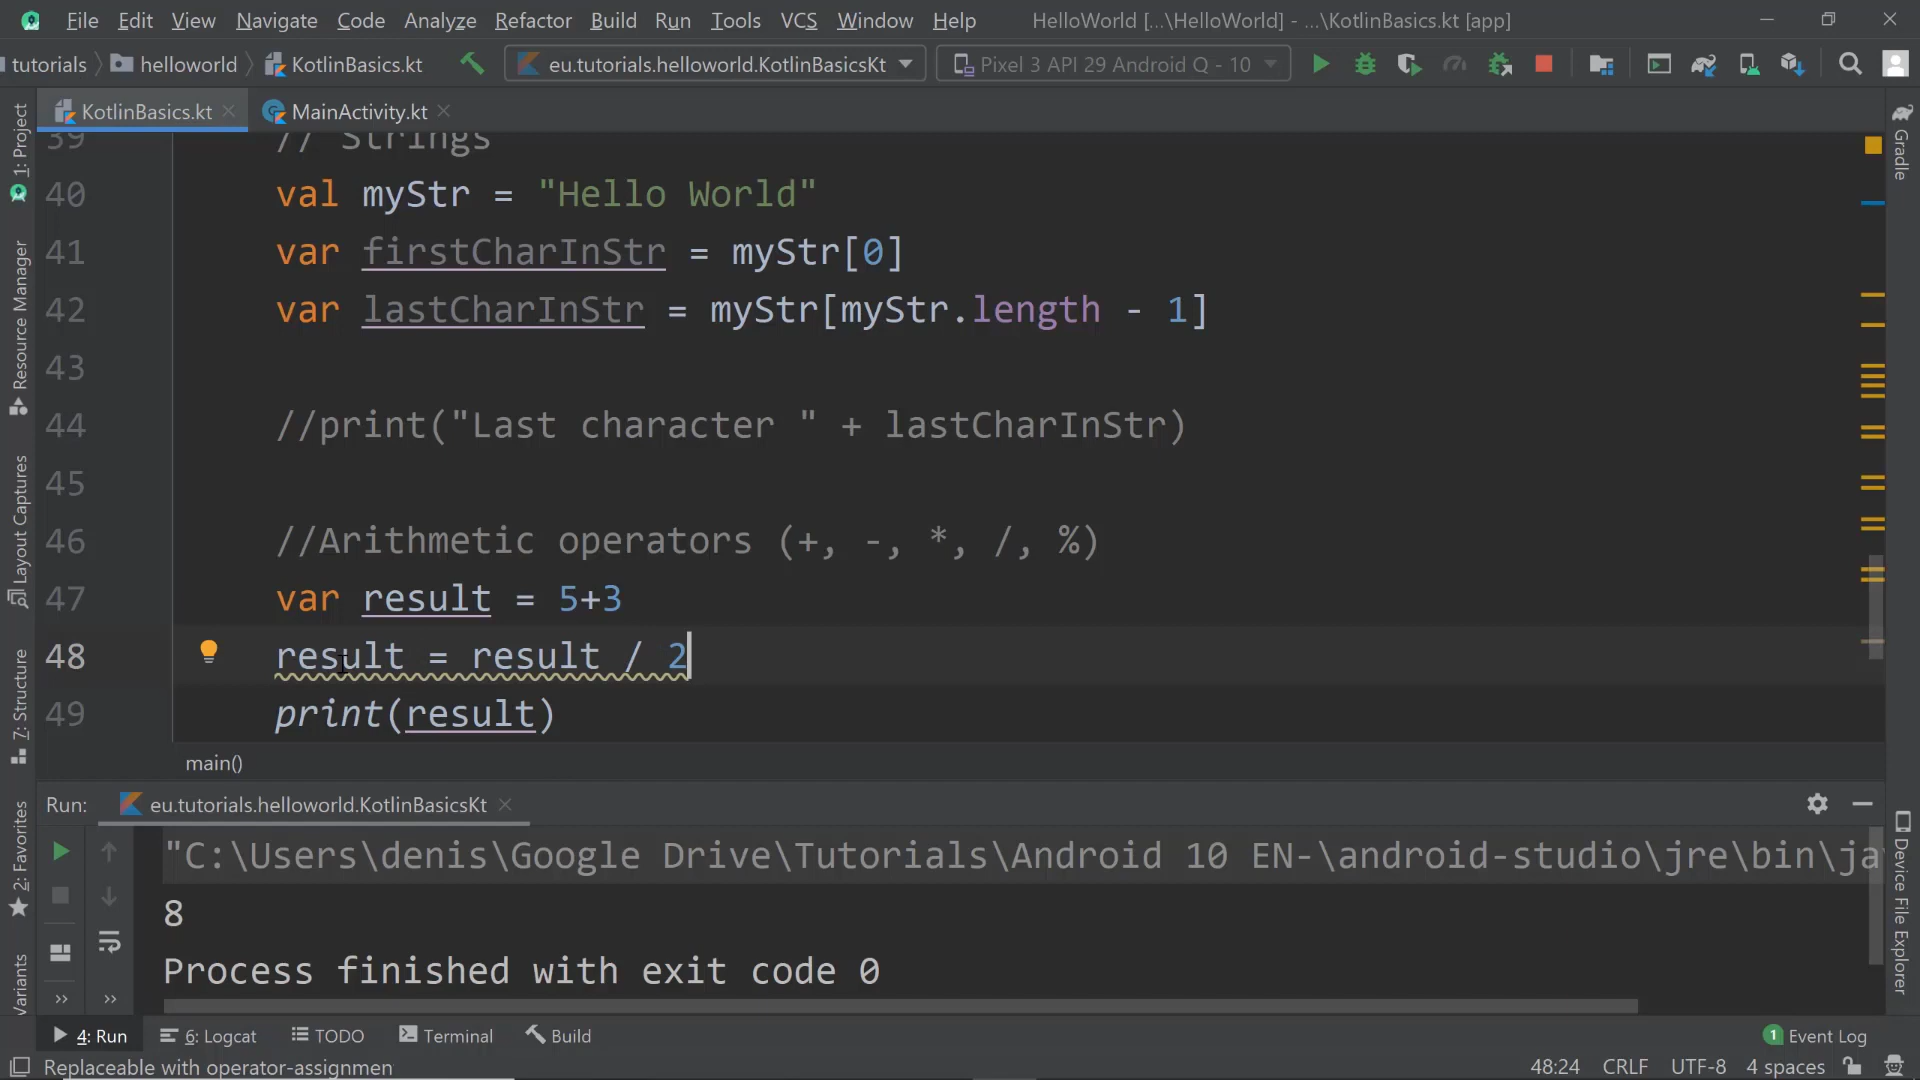 File Edit View Navigate Code Analyze Refactor Build Run Tools VCS Window Help HelloWorld [...\HelloWorld] - ...\KotlinBasics.kt [app]
tutorials helloworld KotlinBasics.kt eu.tutorials.helloworld.KotlinBasicsKt Pixel 3 API 29 Android Q - 10
KotlinBasics.kt MainActivity.kt
39 // Strings
40 val myStr = "Hello World"
41 var firstCharInStr = myStr[0]
42 var lastCharInStr = myStr[myStr.length - 1]
43
44 //print("Last character " + lastCharInStr)
45
46 //Arithmetic operators (+, -, *, /, %)
47 var result = 5+3
48 result = result / 2
49 print(result)
main()
Run: eu.tutorials.helloworld.KotlinBasicsKt
"C:\Users\denis\Google Drive\Tutorials\Android 10 EN-\android-studio\jre\bin\ja
8
Process finished with exit code 0
4: Run 6: Logcat TODO Terminal Build 1 Event Log
Replaceable with operator-assignmen 48:24 CRLF UTF-8 4 spaces
1: Project
Resource Manager
Layout Captures
7: Structure
2: Favorites
Variants
Gradle
Device File Explorer